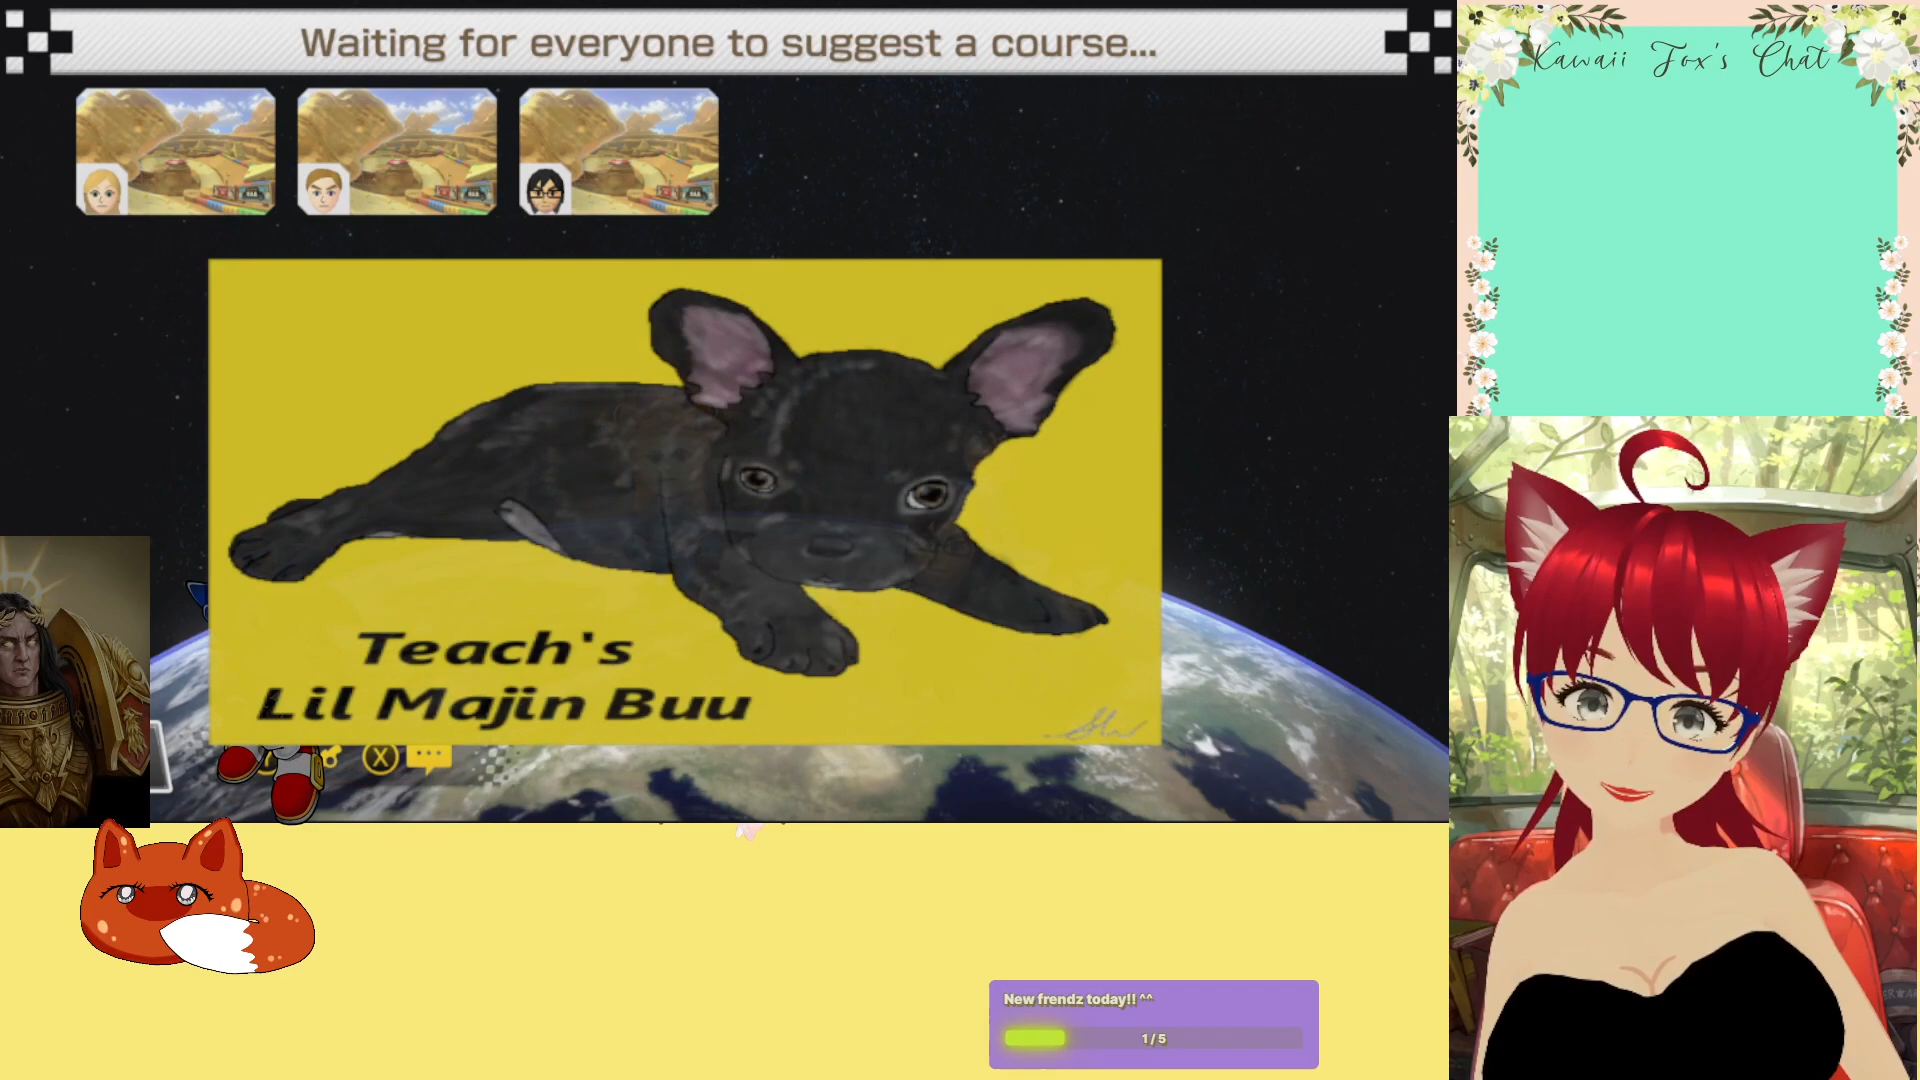 Waiting for everyone to suggest a course...
Kawaii Fox's Chat
Teach's
Lil Majin Buu
X
New frendz today!! ^^
1 / 5